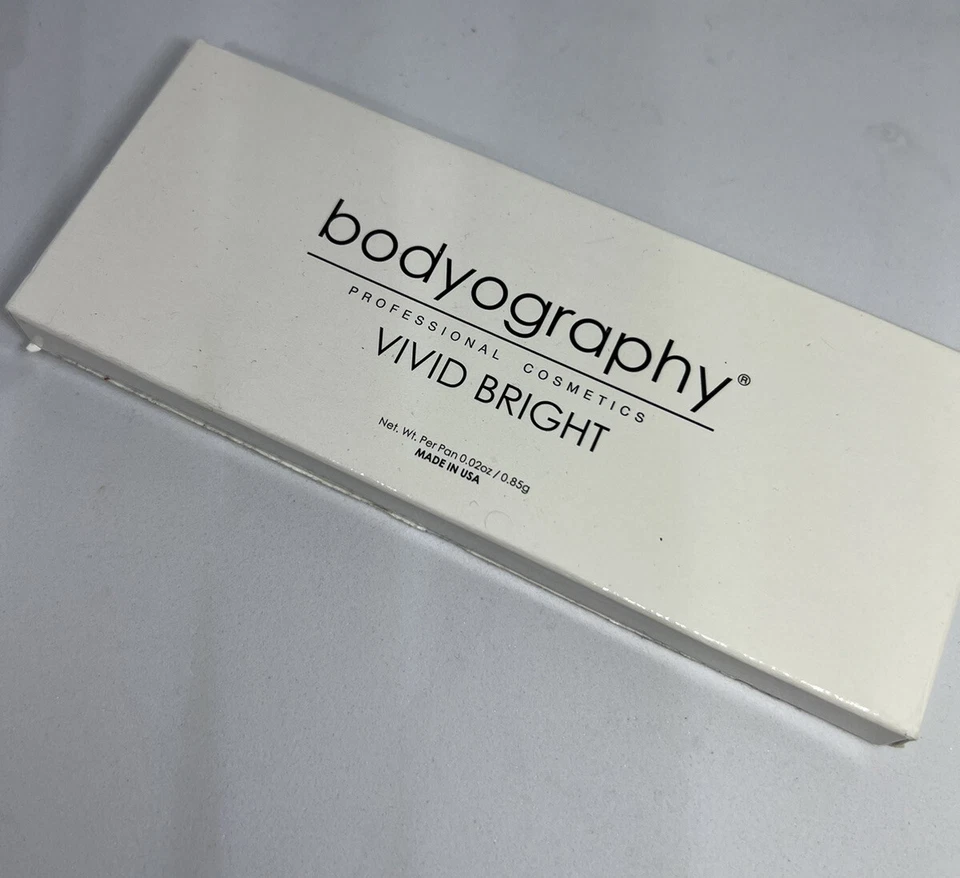 bodyography®
PROFESSIONAL COSMETICS
VIVID BRIGHT
Net. Wt. Per Pan 0.02oz / 0.85g
MADE IN USA